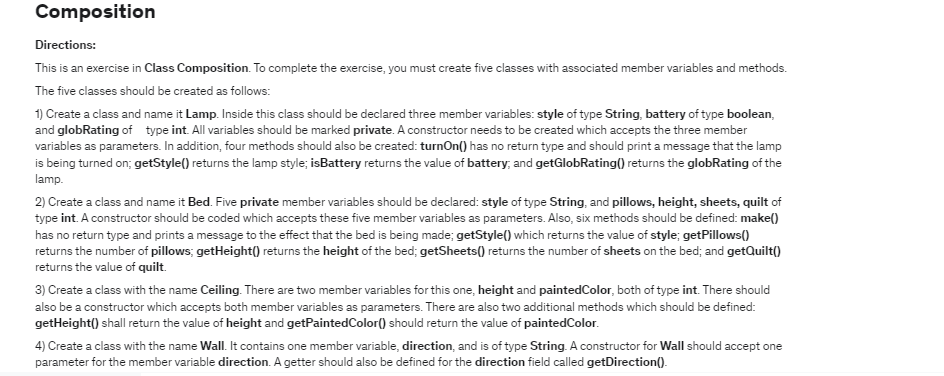 Composition
Directions:
This is an exercise in Class Composition. To complete the exercise, you must create five classes with associated member variables and methods.
The five classes should be created as follows:
1) Create a class and name it Lamp. Inside this class should be declared three member variables: style of type String, battery of type boolean,
and globRating of type int. All variables should be marked private. A constructor needs to be created which accepts the three member
variables as parameters. In addition, four methods should also be created: turnOn() has no return type and should print a message that the lamp
is being turned on; getStyle() returns the lamp style; isBattery returns the value of battery; and getGlobRating() returns the globRating of the
lamp.
2) Create a class and name it Bed. Five private member variables should be declared: style of type String, and pillows, height, sheets, quilt of
type int. A constructor should be coded which accepts these five member variables as parameters. Also, six methods should be defined: make()
has no return type and prints a message to the effect that the bed is being made; getStyle() which returns the value of style; getPillows()
returns the number of pillows; getHeight() returns the height of the bed; getSheets() returns the number of sheets on the bed; and getQuilt()
returns the value of quilt.
3) Create a class with the name Ceiling. There are two member variables for this one, height and paintedColor, both of type int. There should
also be a constructor which accepts both member variables as parameters. There are also two additional methods which should be defined:
getHeight() shall return the value of height and getPaintedColor() should return the value of paintedColor.
4) Create a class with the name Wall. It contains one member variable, direction, and is of type String. A constructor for Wall should accept one
parameter for the member variable direction. A getter should also be defined for the direction field called getDirection().